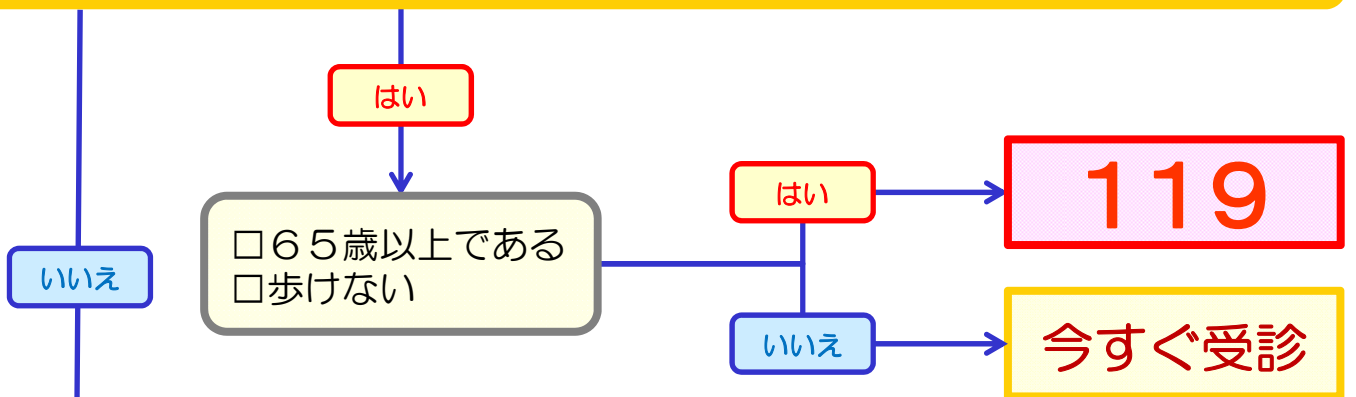 はい
はい
119
□６５歳以上である
□歩けない
いいえ
いいえ
今すぐ受診